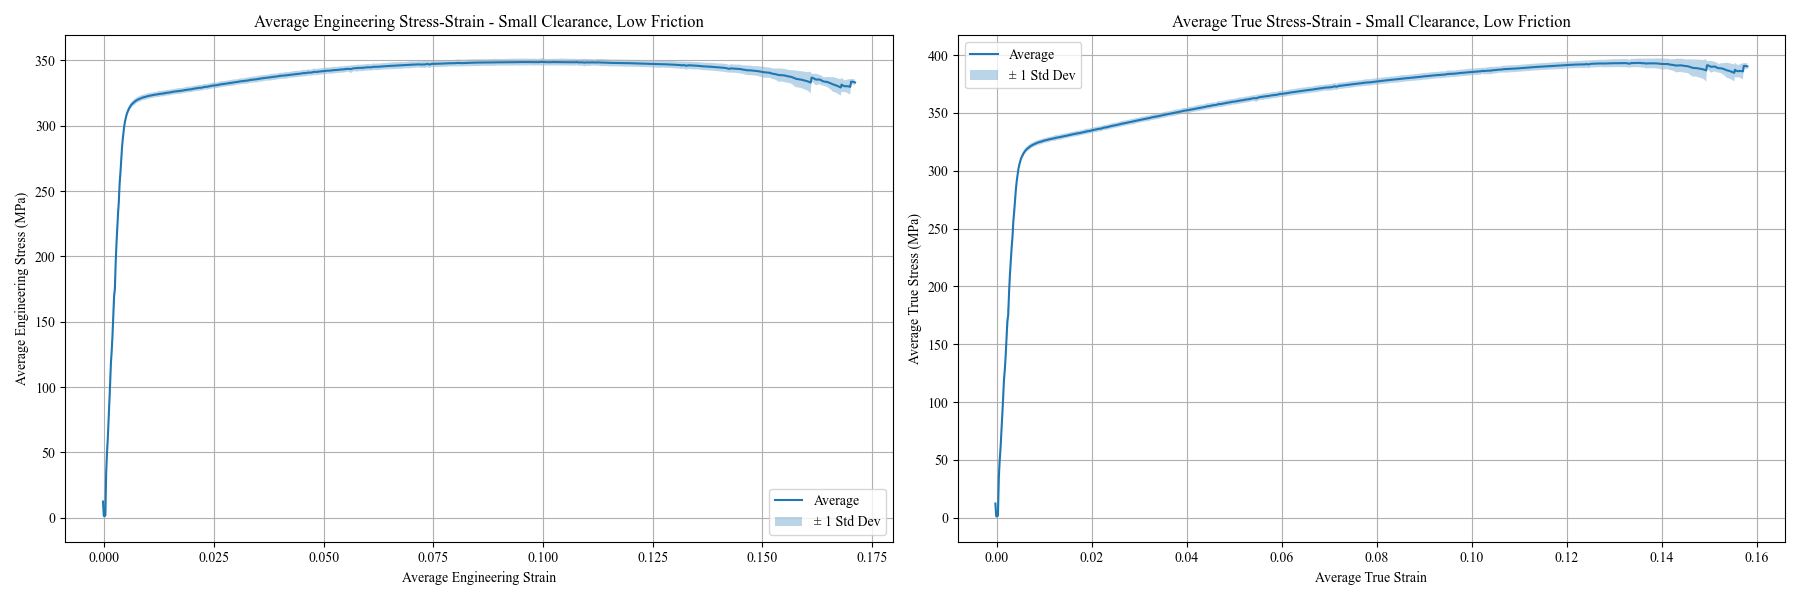 Average Engineering Stress-Strain - Small Clearance, Low Friction
Average Engineering Stress (MPa)
350
300
250
200
150
100
50
0
0.000 0.025 0.050 0.075 0.100 0.125 0.150 0.175
Average Engineering Strain
Average
± 1 Std Dev
Average True Stress-Strain - Small Clearance, Low Friction
Average True Stress (MPa)
400
350
300
250
200
150
100
50
0
0.00 0.02 0.04 0.06 0.08 0.10 0.12 0.14 0.16
Average True Strain
Average
± 1 Std Dev